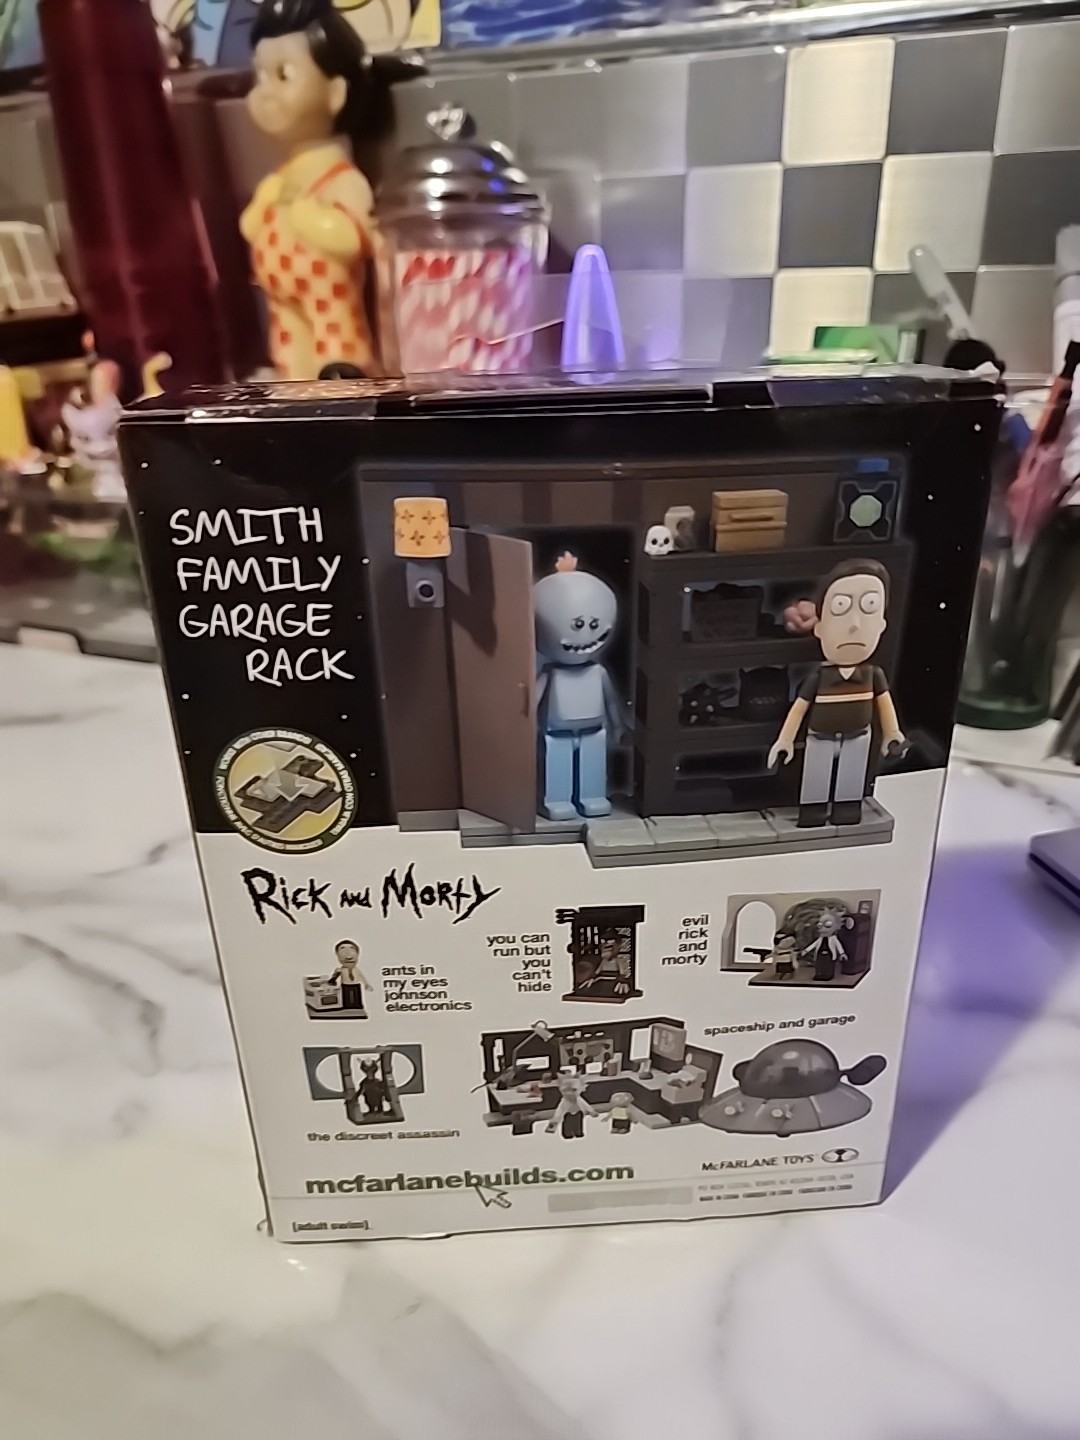 SMITH
FAMILY
GARAGE
RACK
RICK AND MORTY
ants in
my eyes
johnson
electronics
you can
run but
you
can't
hide
evil
rick
and
morty
the discreet assassin
spaceship and garage
mcfarlanebuilds.com
McFARLANE TOYS
[adult swim]